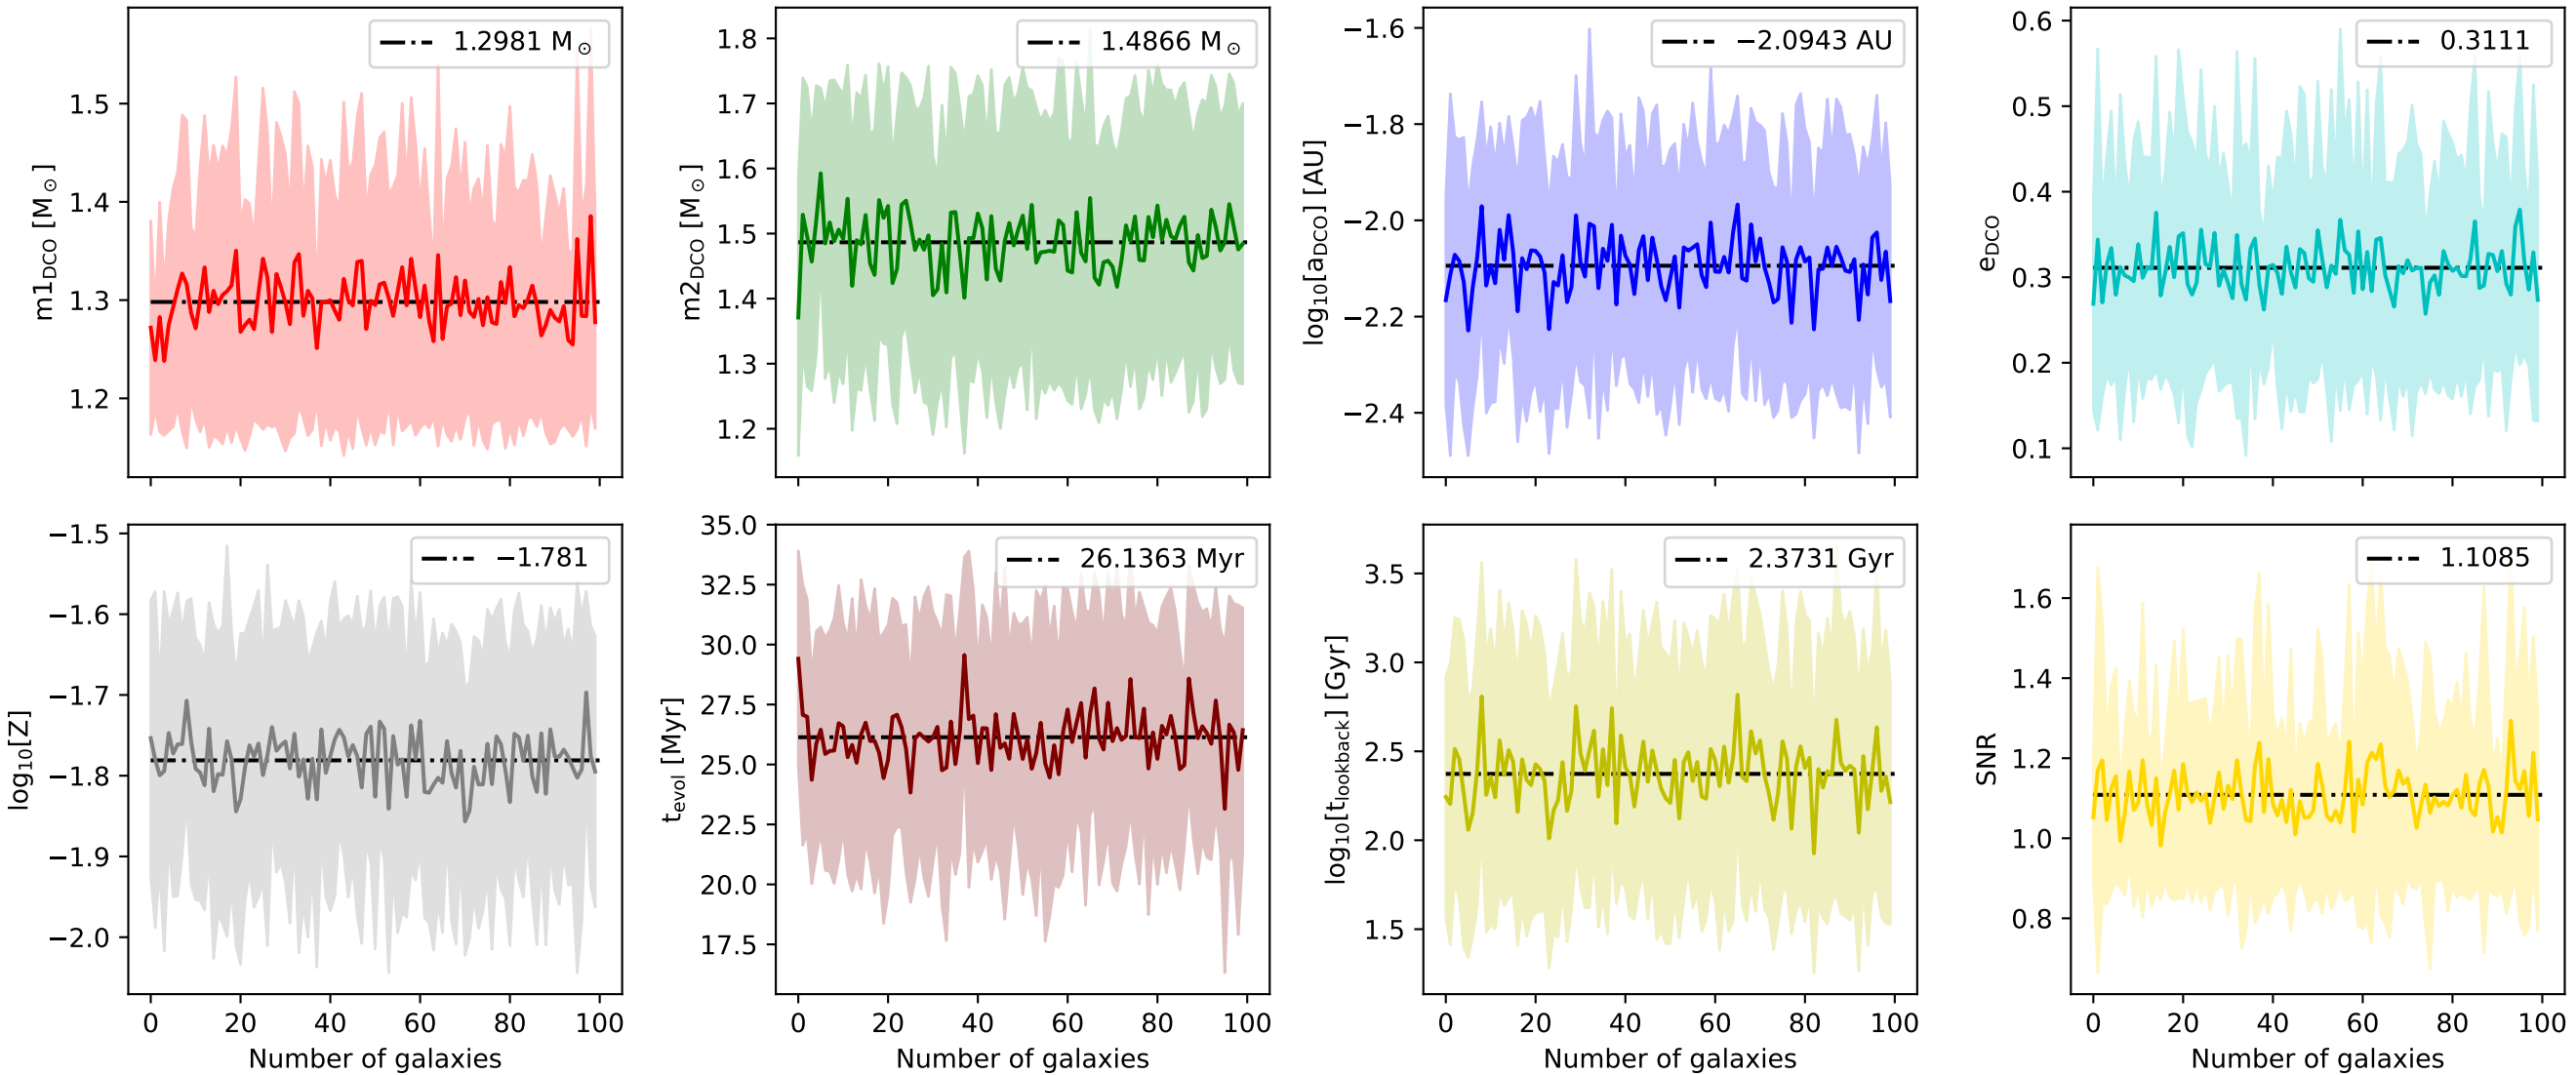 m1DCO [M⊙]
1.5
1.4
1.3
1.2
1.2981 M⊙
m2DCO [M⊙]
1.8
1.7
1.6
1.5
1.4
1.3
1.2
1.4866 M⊙
log10[aDCO] [AU]
−1.6
−1.8
−2.0
−2.2
−2.4
−2.0943 AU
eDCO
0.6
0.5
0.4
0.3
0.2
0.1
0.3111
log10[Z]
−1.5
−1.6
−1.7
−1.8
−1.9
−2.0
−1.781
0 20 40 60 80 100
Number of galaxies
tevol [Myr]
35.0
32.5
30.0
27.5
25.0
22.5
20.0
17.5
26.1363 Myr
0 20 40 60 80 100
Number of galaxies
log10[tlookback] [Gyr]
3.5
3.0
2.5
2.0
1.5
2.3731 Gyr
0 20 40 60 80 100
Number of galaxies
SNR
1.6
1.4
1.2
1.0
0.8
1.1085
0 20 40 60 80 100
Number of galaxies